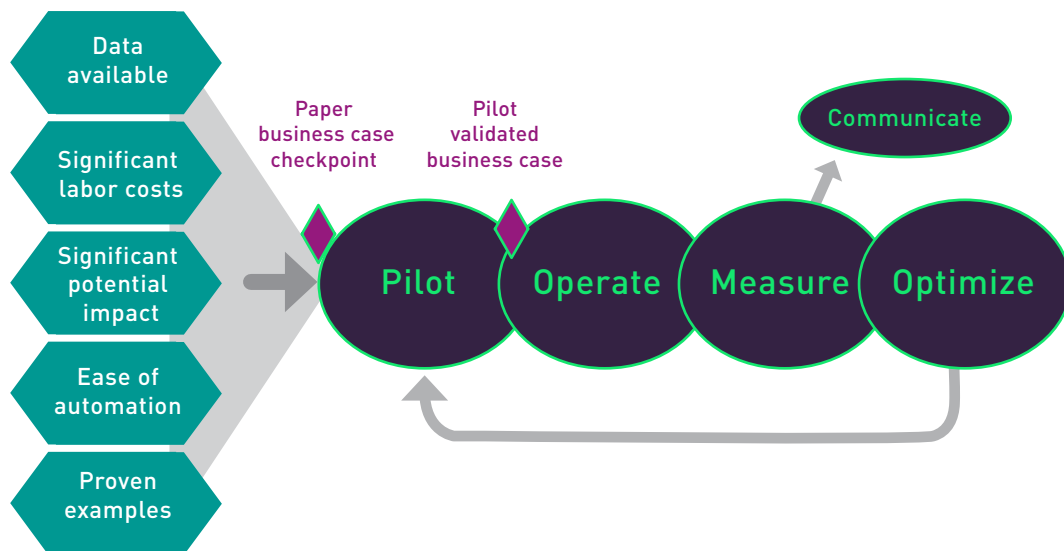 Data
available
Significant
labor costs
Significant
potential
impact
Ease of
automation
Proven
examples
Paper
business case
checkpoint
Pilot
validated
business case
Communicate
Pilot
Operate
Measure
Optimize